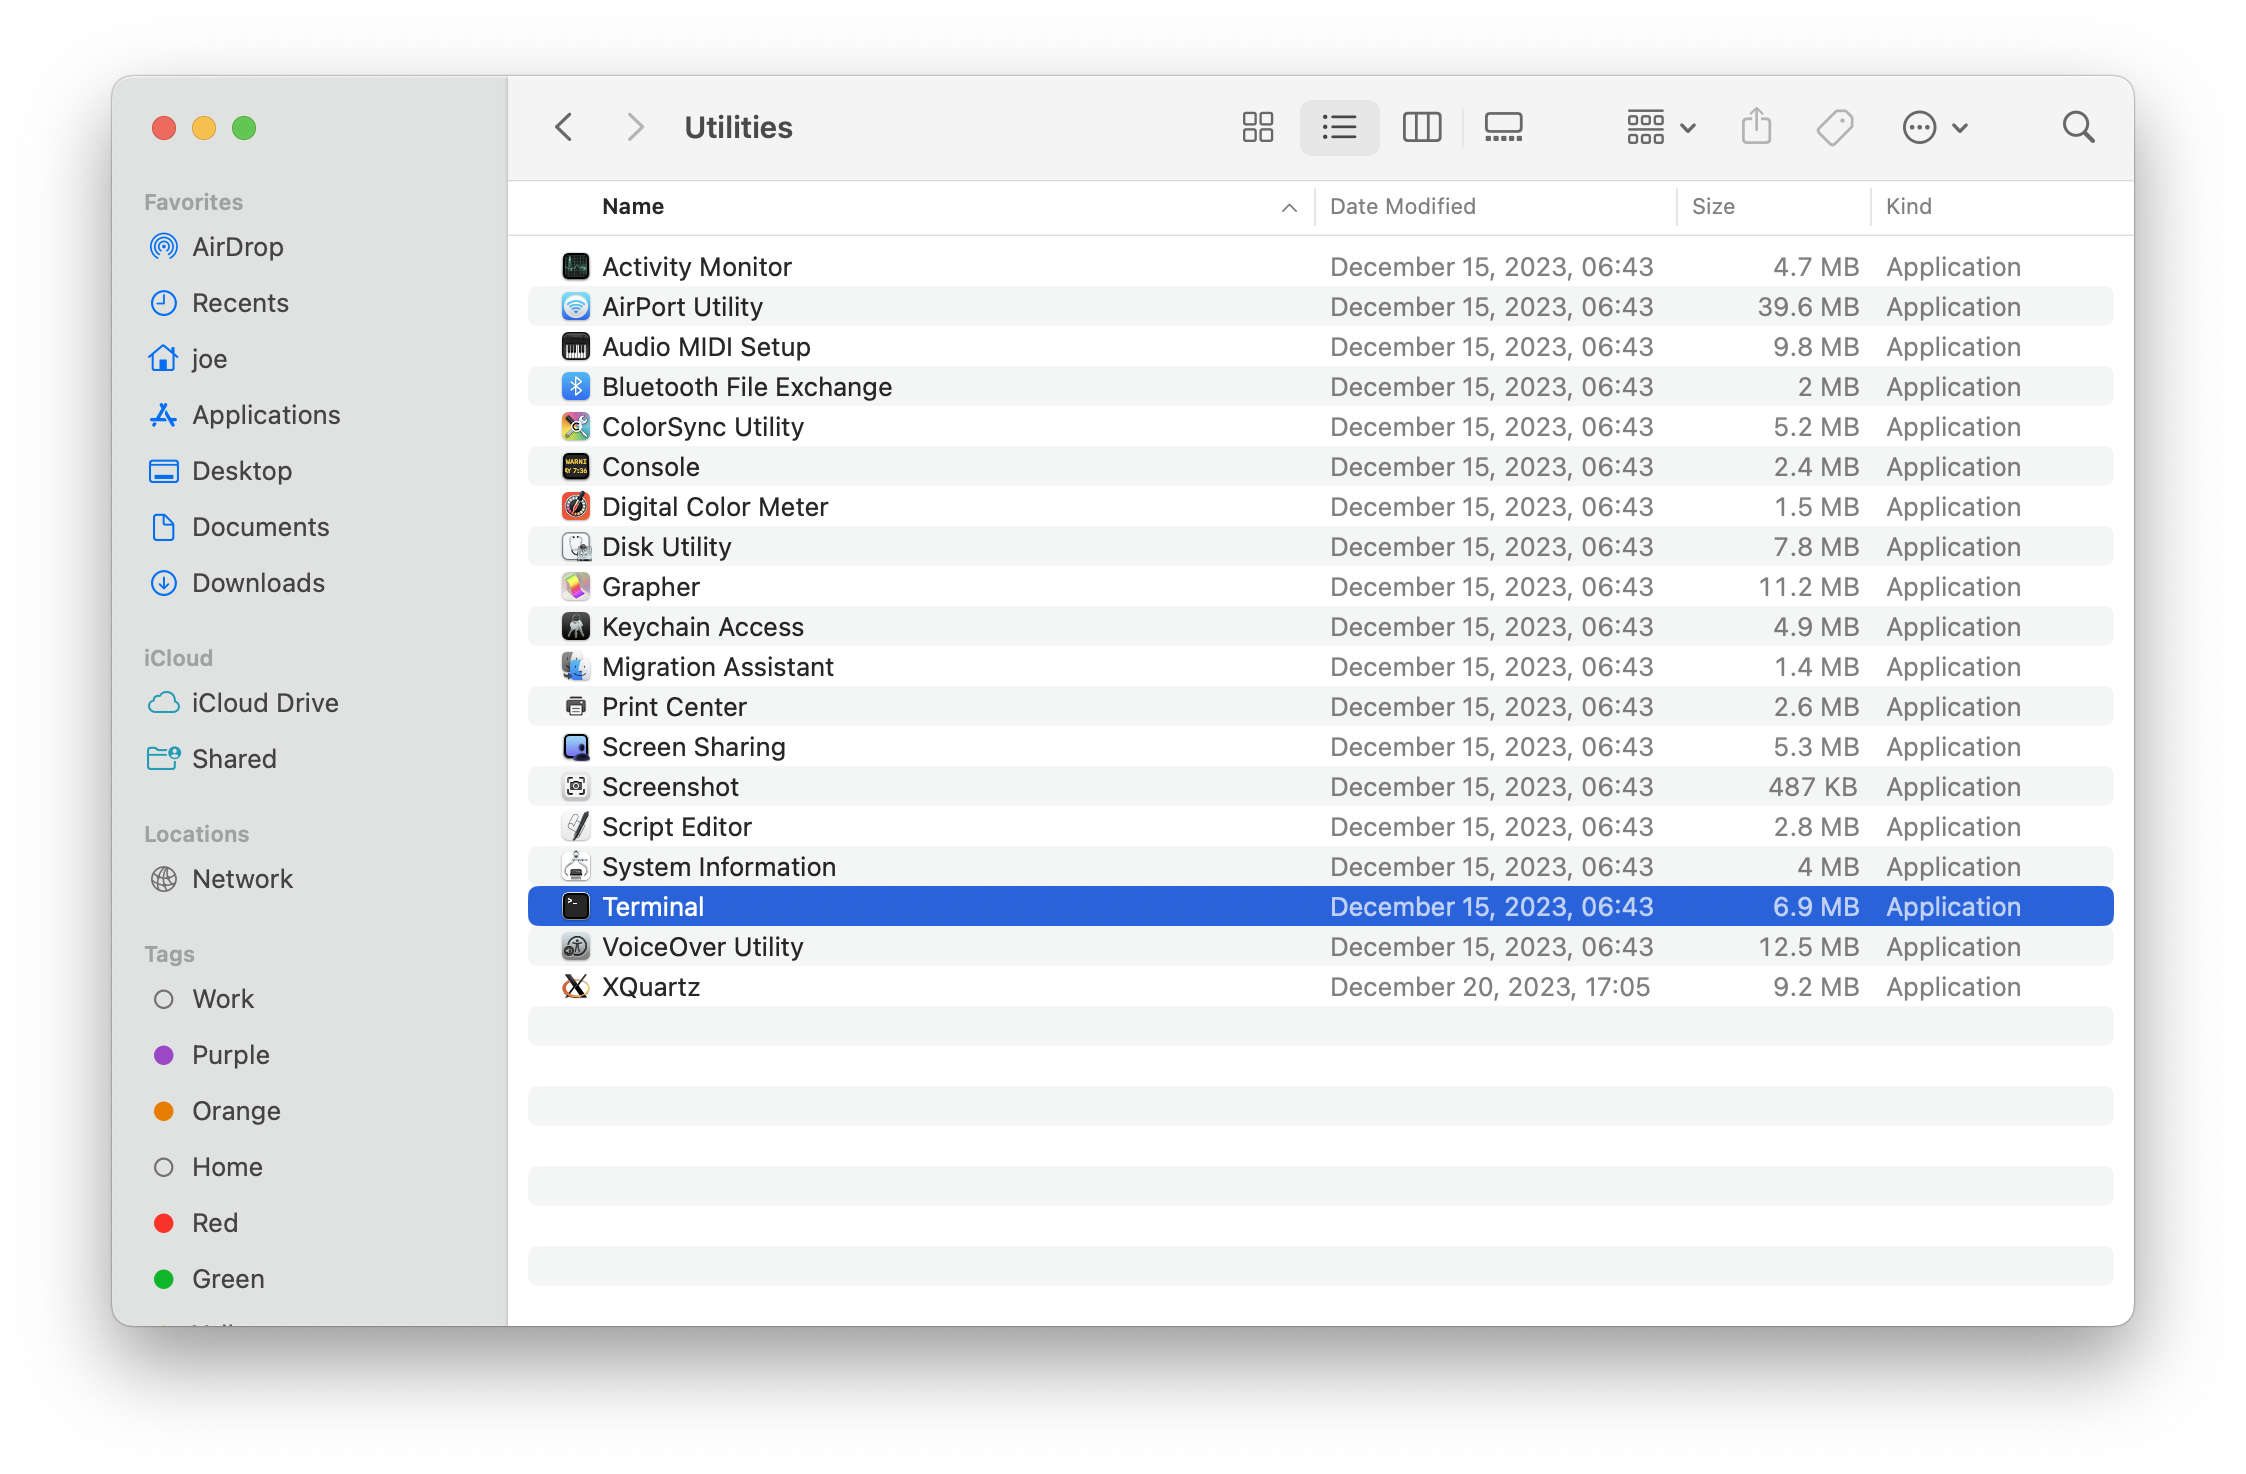 Utilities
Favorites
AirDrop
Recents
joe
Applications
Desktop
Documents
Downloads
iCloud
iCloud Drive
Shared
Locations
Network
Tags
Work
Purple
Orange
Home
Red
Green
Name Date Modified Size Kind
Activity Monitor December 15, 2023, 06:43 4.7 MB Application
AirPort Utility December 15, 2023, 06:43 39.6 MB Application
Audio MIDI Setup December 15, 2023, 06:43 9.8 MB Application
Bluetooth File Exchange December 15, 2023, 06:43 2 MB Application
ColorSync Utility December 15, 2023, 06:43 5.2 MB Application
Console December 15, 2023, 06:43 2.4 MB Application
Digital Color Meter December 15, 2023, 06:43 1.5 MB Application
Disk Utility December 15, 2023, 06:43 7.8 MB Application
Grapher December 15, 2023, 06:43 11.2 MB Application
Keychain Access December 15, 2023, 06:43 4.9 MB Application
Migration Assistant December 15, 2023, 06:43 1.4 MB Application
Print Center December 15, 2023, 06:43 2.6 MB Application
Screen Sharing December 15, 2023, 06:43 5.3 MB Application
Screenshot December 15, 2023, 06:43 487 KB Application
Script Editor December 15, 2023, 06:43 2.8 MB Application
System Information December 15, 2023, 06:43 4 MB Application
Terminal December 15, 2023, 06:43 6.9 MB Application
VoiceOver Utility December 15, 2023, 06:43 12.5 MB Application
XQuartz December 20, 2023, 17:05 9.2 MB Application